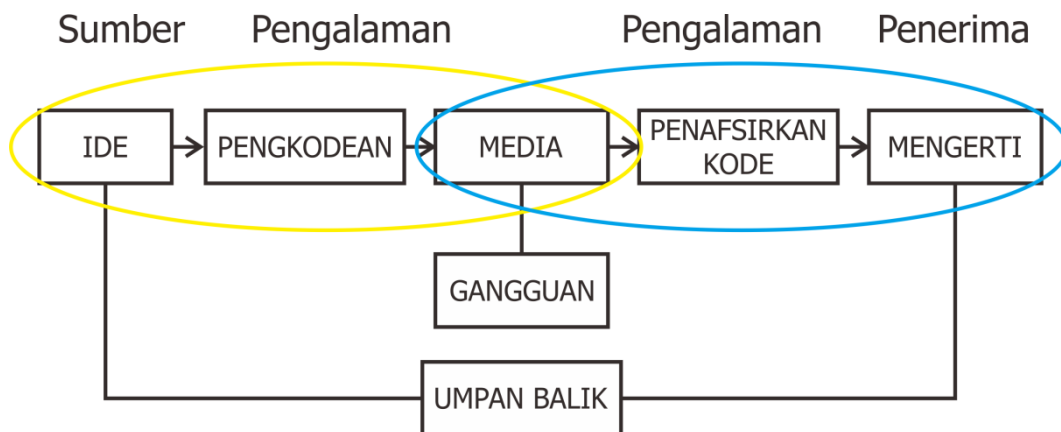 Sumber
Pengalaman
Pengalaman
Penerima
IDE
PENGKODEAN
MEDIA
PENAFSIRKAN
KODE
MENGERTI
GANGGUAN
UMPAN BALIK